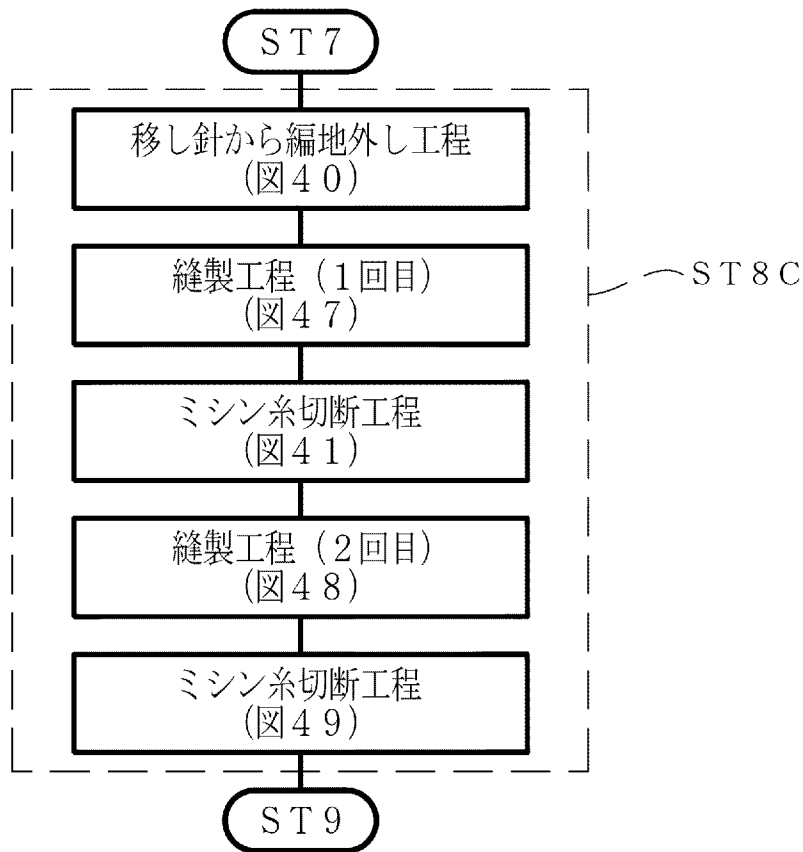 ST7
移し針から編地外し工程
(図40)
縫製工程(1回目)
(図47)
ST8C
ミシン糸切断工程
(図41)
縫製工程(2回目)
(図48)
ミシン糸切断工程
(図49)
ST9